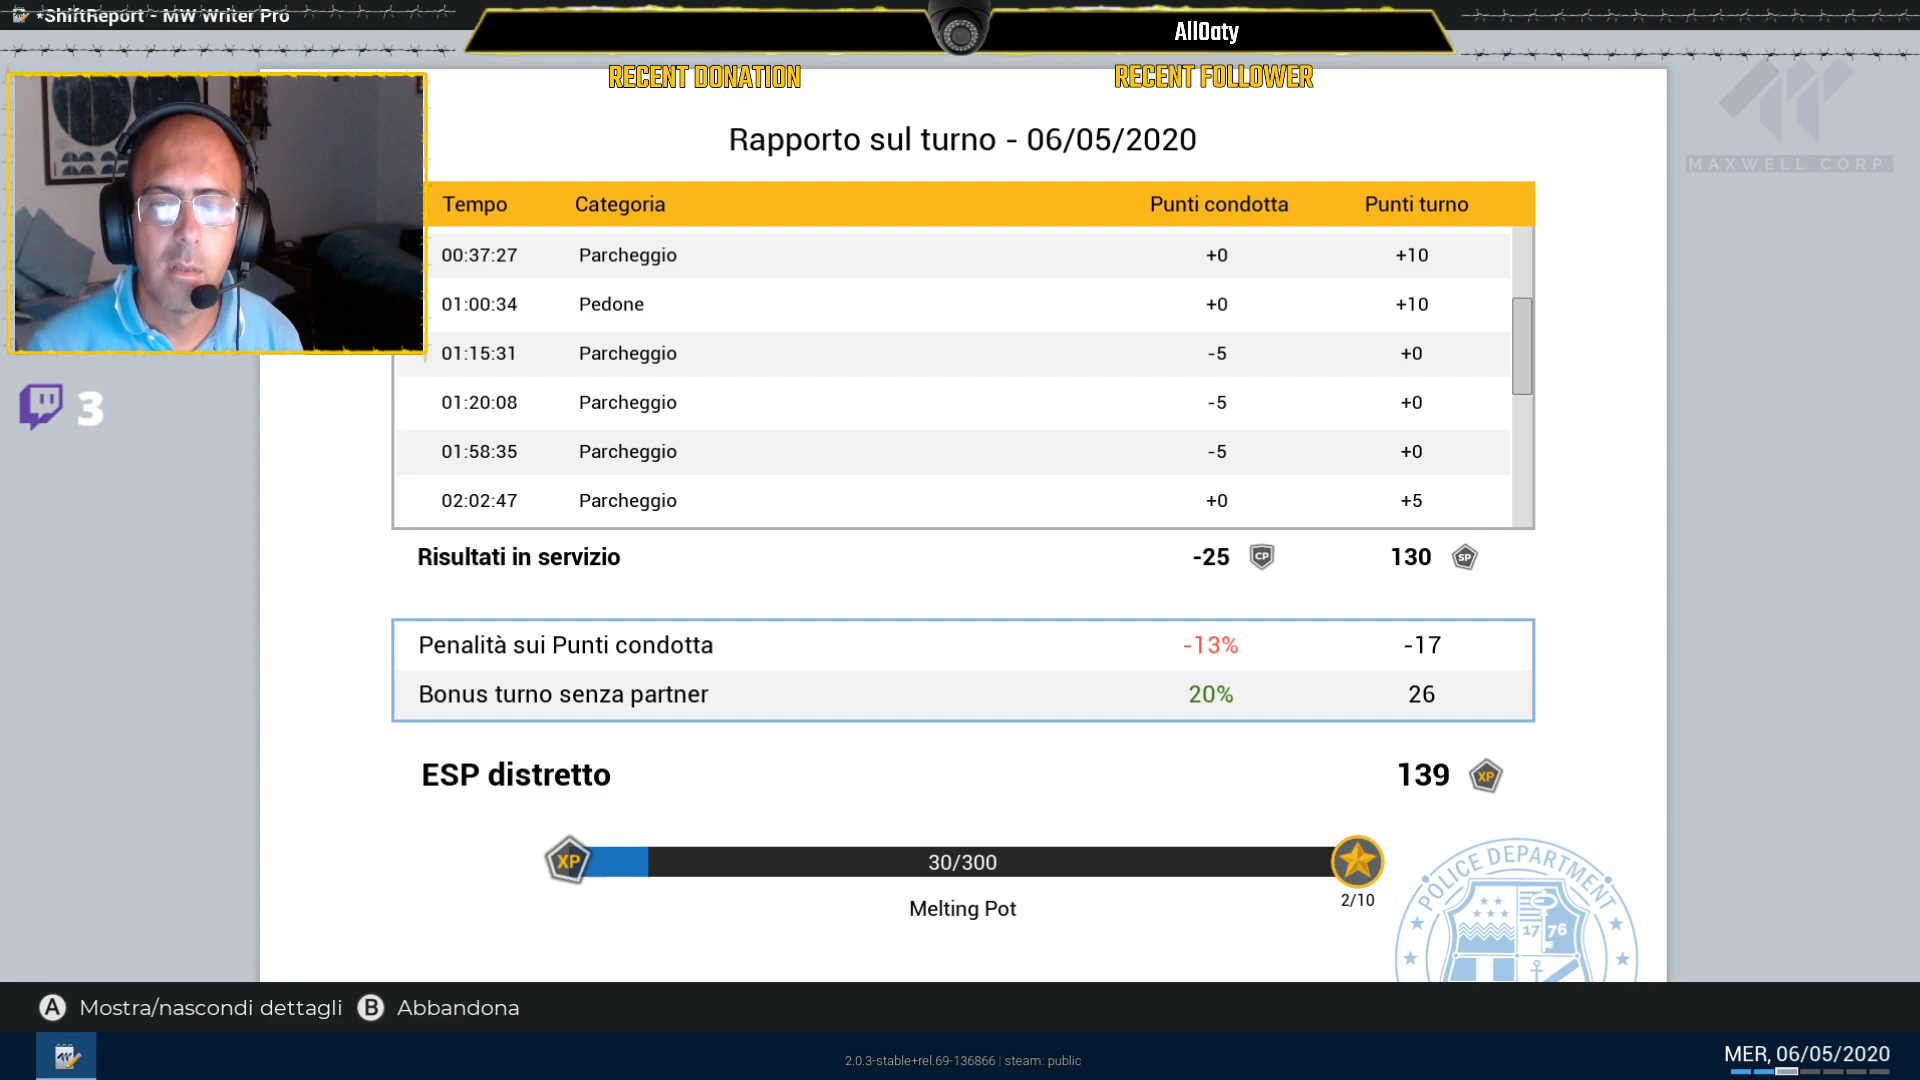 *ShiftReport - MW Writer Pro
All0aty
RECENT DONATION
RECENT FOLLOWER
MAXWELL CORP.
Rapporto sul turno - 06/05/2020
Tempo Categoria Punti condotta Punti turno
00:37:27 Parcheggio +0 +10
01:00:34 Pedone +0 +10
01:15:31 Parcheggio -5 +0
01:20:08 Parcheggio -5 +0
01:58:35 Parcheggio -5 +0
02:02:47 Parcheggio +0 +5
3
Risultati in servizio -25 CP 130 SP
Penalità sui Punti condotta -13% -17
Bonus turno senza partner 20% 26
ESP distretto 139 XP
XP 30/300
2/10
Melting Pot
POLICE DEPARTMENT
1776
A Mostra/nascondi dettagli B Abbandona
2.0.3-stable+rel.69-136866 | steam: public
MER, 06/05/2020